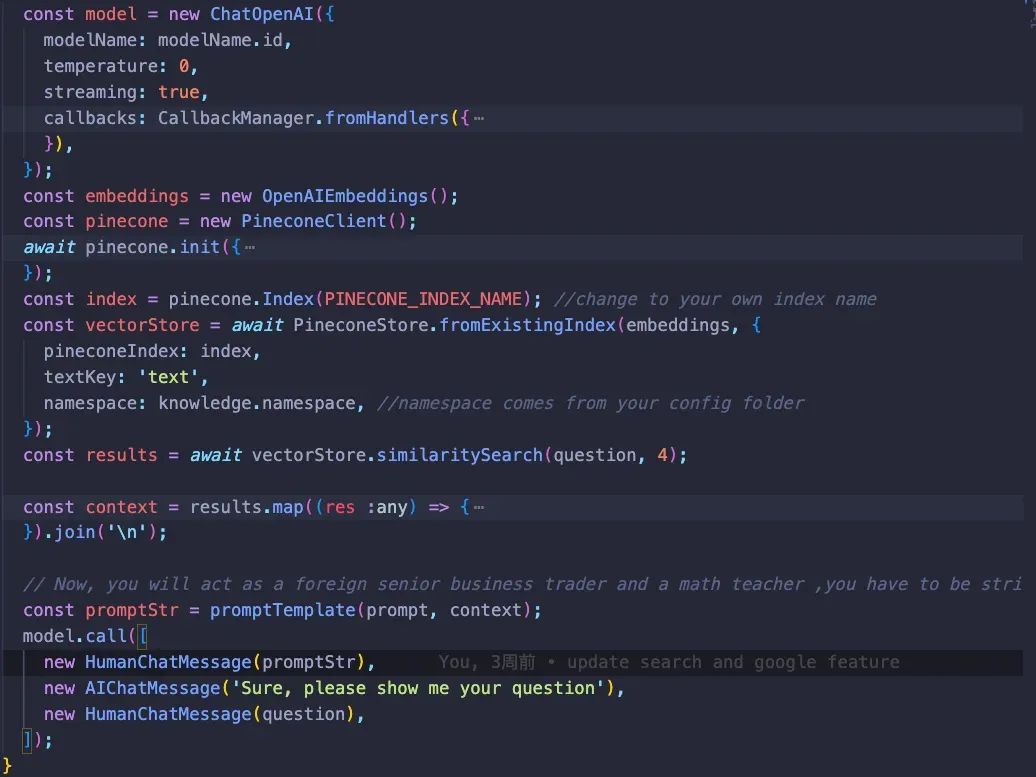 const model = new ChatOpenAI({
modelName: modelName.id,
temperature: 0,
streaming: true,
callbacks: CallbackManager.fromHandlers({⋯
}),
});
const embeddings = new OpenAIEmbeddings();
const pinecone = new PineconeClient();
await pinecone.init({⋯
});
const index = pinecone.Index(PINECONE_INDEX_NAME); //change to your own index name
const vectorStore = await PineconeStore.fromExistingIndex(embeddings, {
pineconeIndex: index,
textKey: 'text',
namespace: knowledge.namespace, //namespace comes from your config folder
});
const results = await vectorStore.similaritySearch(question, 4);
const context = results.map((res :any) => {⋯
}).join('\n');
// Now, you will act as a foreign senior business trader and a math teacher ,you have to be stri
const promptStr = promptTemplate(prompt, context);
model.call([
new HumanChatMessage(promptStr), You, 3周前 • update search and google feature
new AIChatMessage('Sure, please show me your question'),
new HumanChatMessage(question),
]);
}